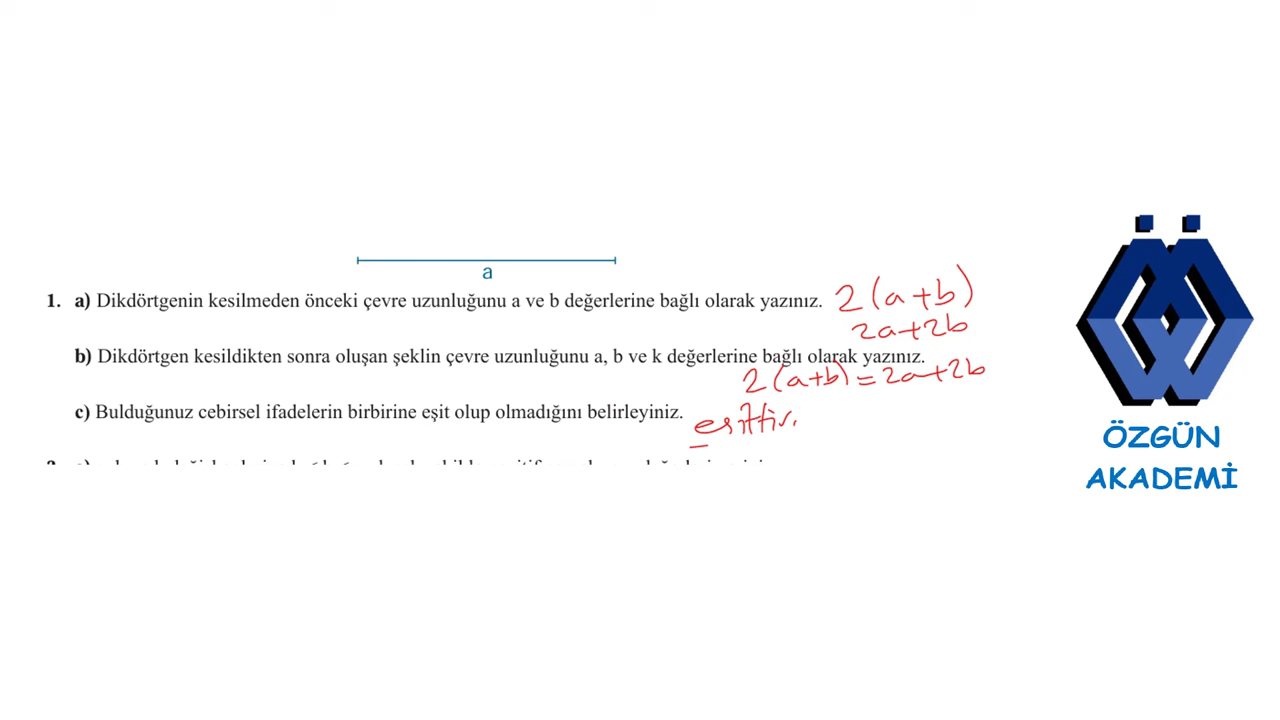 a
1. a) Dikdörtgenin kesilmeden önceki çevre uzunluğunu a ve b değerlerine bağlı olarak yazınız. 2(a+b)
2a+2b
b) Dikdörtgen kesildikten sonra oluşan şeklin çevre uzunluğunu a, b ve k değerlerine bağlı olarak yazınız.
2(a+b)=2a+2b
c) Bulduğunuz cebirsel ifadelerin birbirine eşit olup olmadığını belirleyiniz. eşittir.
ÖZGÜN
AKADEMİ